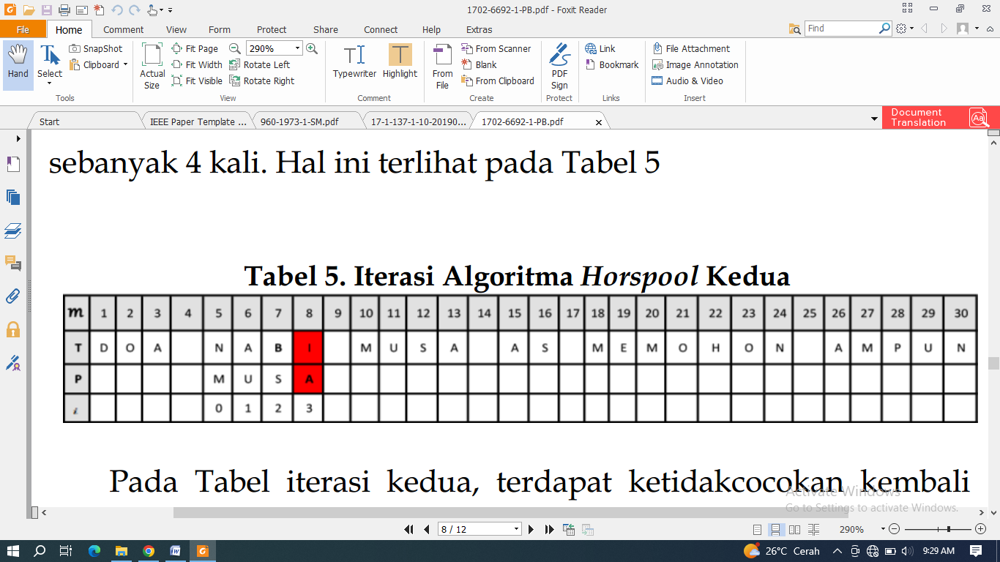 1702-6692-1-PB.pdf - Foxit Reader
File Home Comment View Form Protect Share Connect Help Extras Find
Hand
Select
SnapShot
Clipboard
Tools
Actual
Size
Fit Page
Fit Width
Fit Visible
290%
Rotate Left
Rotate Right
View
Typewriter
Highlight
Comment
From
File
From Scanner
Blank
From Clipboard
Create
PDF
Sign
Protect
Link
Bookmark
Links
File Attachment
Image Annotation
Audio & Video
Insert
Start IEEE Paper Template ... 960-1973-1-SM.pdf 17-1-137-1-10-20190... 1702-6692-1-PB.pdf
Document
Translation
sebanyak 4 kali. Hal ini terlihat pada Tabel 5
Tabel 5. Iterasi Algoritma Horspool Kedua
m 1 2 3 4 5 6 7 8 9 10 11 12 13 14 15 16 17 18 19 20 21 22 23 24 25 26 27 28 29 30
T D O A N A B I M U S A A S M E M O H O N A M P U N
P M U S A
i 0 1 2 3
Pada Tabel iterasi kedua, terdapat ketidakcocokan kembali
Activate Windows
Go to Settings to activate Windows.
8 / 12
290%
26°C Cerah
9:29 AM